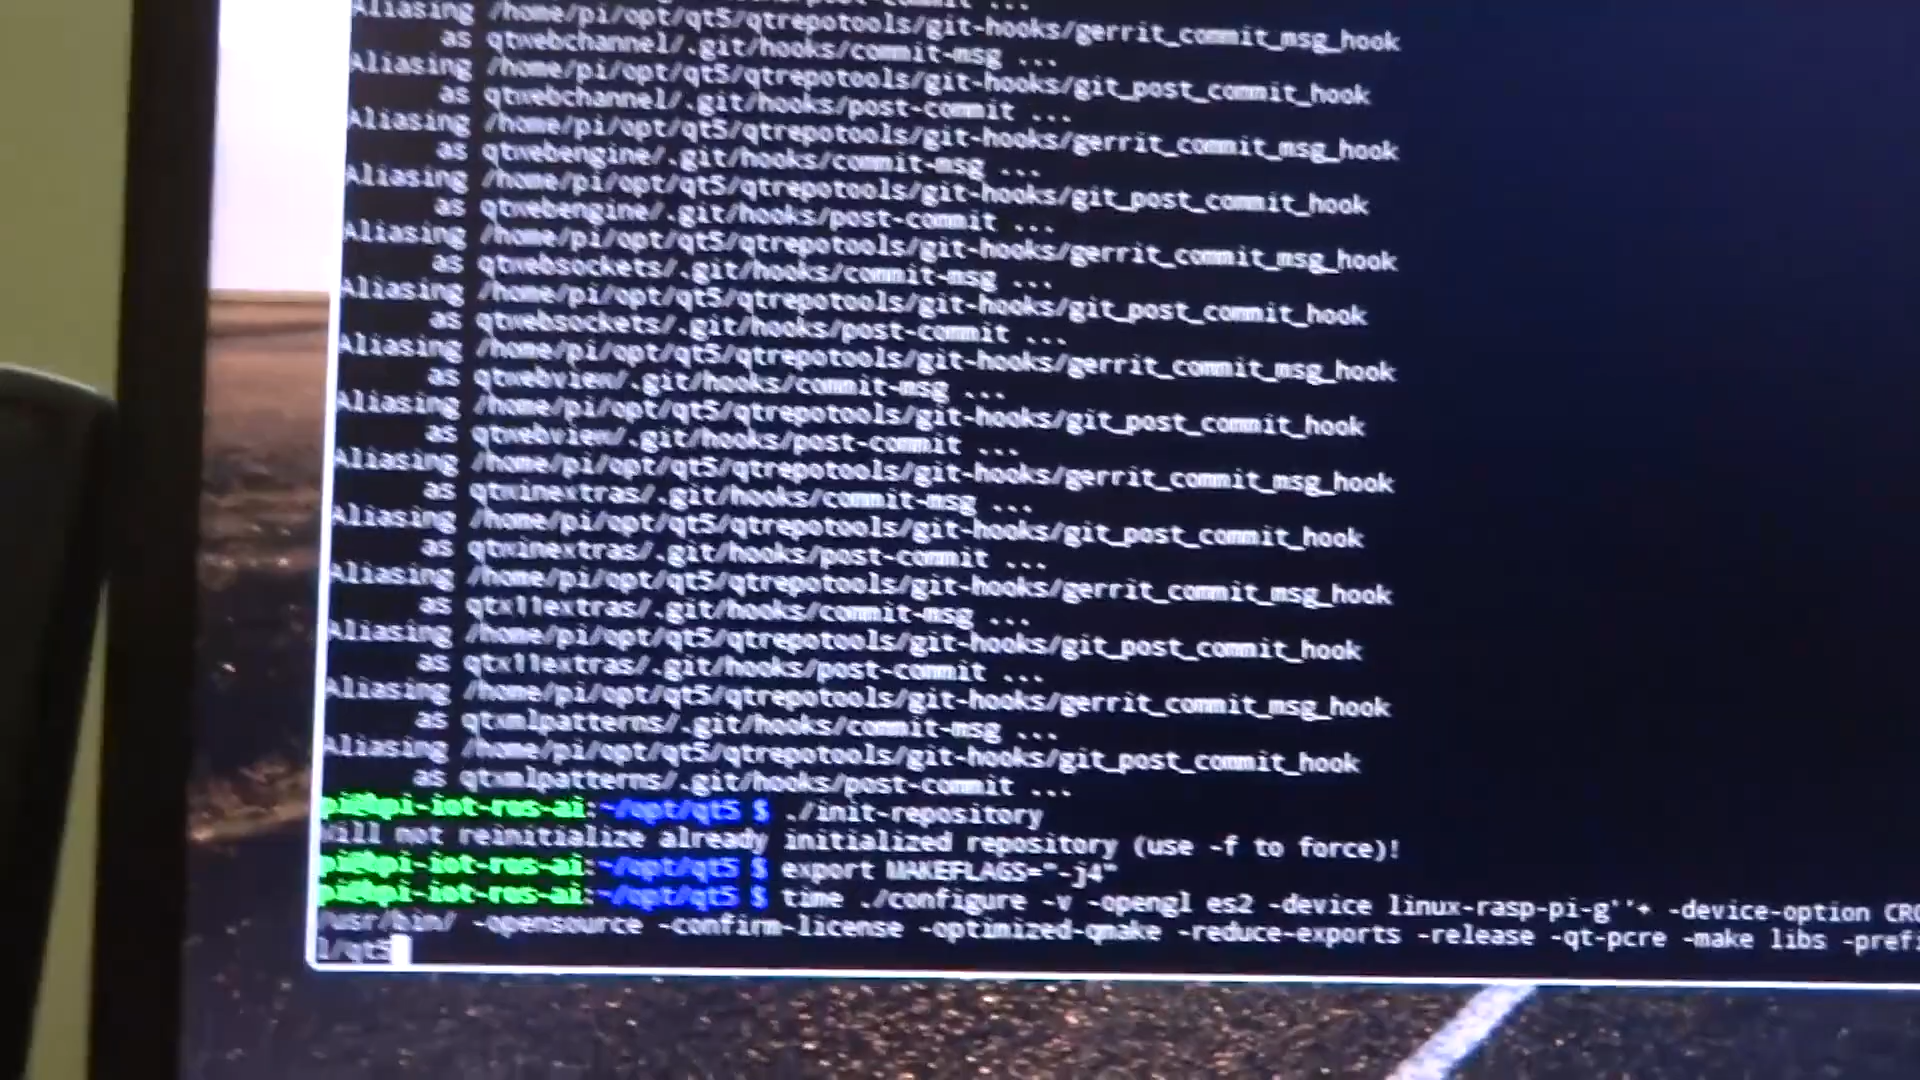 Aliasing /home/pi/opt/qt5/qtrepotools/git-hooks/gerrit_commit_msg_hook
as qtwebchannel/.git/hooks/commit-msg ...
Aliasing /home/pi/opt/qt5/qtrepotools/git-hooks/git_post_commit_hook
as qtwebchannel/.git/hooks/post-commit ...
Aliasing /home/pi/opt/qt5/qtrepotools/git-hooks/gerrit_commit_msg_hook
as qtwebengine/.git/hooks/commit-msg ...
Aliasing /home/pi/opt/qt5/qtrepotools/git-hooks/git_post_commit_hook
as qtwebengine/.git/hooks/post-commit ...
Aliasing /home/pi/opt/qt5/qtrepotools/git-hooks/gerrit_commit_msg_hook
as qtwebsockets/.git/hooks/commit-msg ...
Aliasing /home/pi/opt/qt5/qtrepotools/git-hooks/git_post_commit_hook
as qtwebsockets/.git/hooks/post-commit ...
Aliasing /home/pi/opt/qt5/qtrepotools/git-hooks/gerrit_commit_msg_hook
as qtwebview/.git/hooks/commit-msg ...
Aliasing /home/pi/opt/qt5/qtrepotools/git-hooks/git_post_commit_hook
as qtwebview/.git/hooks/post-commit ...
Aliasing /home/pi/opt/qt5/qtrepotools/git-hooks/gerrit_commit_msg_hook
as qtwinextras/.git/hooks/commit-msg ...
Aliasing /home/pi/opt/qt5/qtrepotools/git-hooks/git_post_commit_hook
as qtwinextras/.git/hooks/post-commit ...
Aliasing /home/pi/opt/qt5/qtrepotools/git-hooks/gerrit_commit_msg_hook
as qtx11extras/.git/hooks/commit-msg ...
Aliasing /home/pi/opt/qt5/qtrepotools/git-hooks/git_post_commit_hook
as qtx11extras/.git/hooks/post-commit ...
Aliasing /home/pi/opt/qt5/qtrepotools/git-hooks/gerrit_commit_msg_hook
as qtxmlpatterns/.git/hooks/commit-msg ...
Aliasing /home/pi/opt/qt5/qtrepotools/git-hooks/git_post_commit_hook
as qtxmlpatterns/.git/hooks/post-commit ...
pi@pi-iot-ros-ai:~/opt/qt5 $ ./init-repository
Will not reinitialize already initialized repository (use -f to force)!
pi@pi-iot-ros-ai:~/opt/qt5 $ export MAKEFLAGS="-j4"
pi@pi-iot-ros-ai:~/opt/qt5 $ time ./configure -v -opengl es2 -device linux-rasp-pi-g''+ -device-option CRO
/usr/bin/ -opensource -confirm-license -optimized-qmake -reduce-exports -release -qt-pcre -make libs -prefi
l/qt5